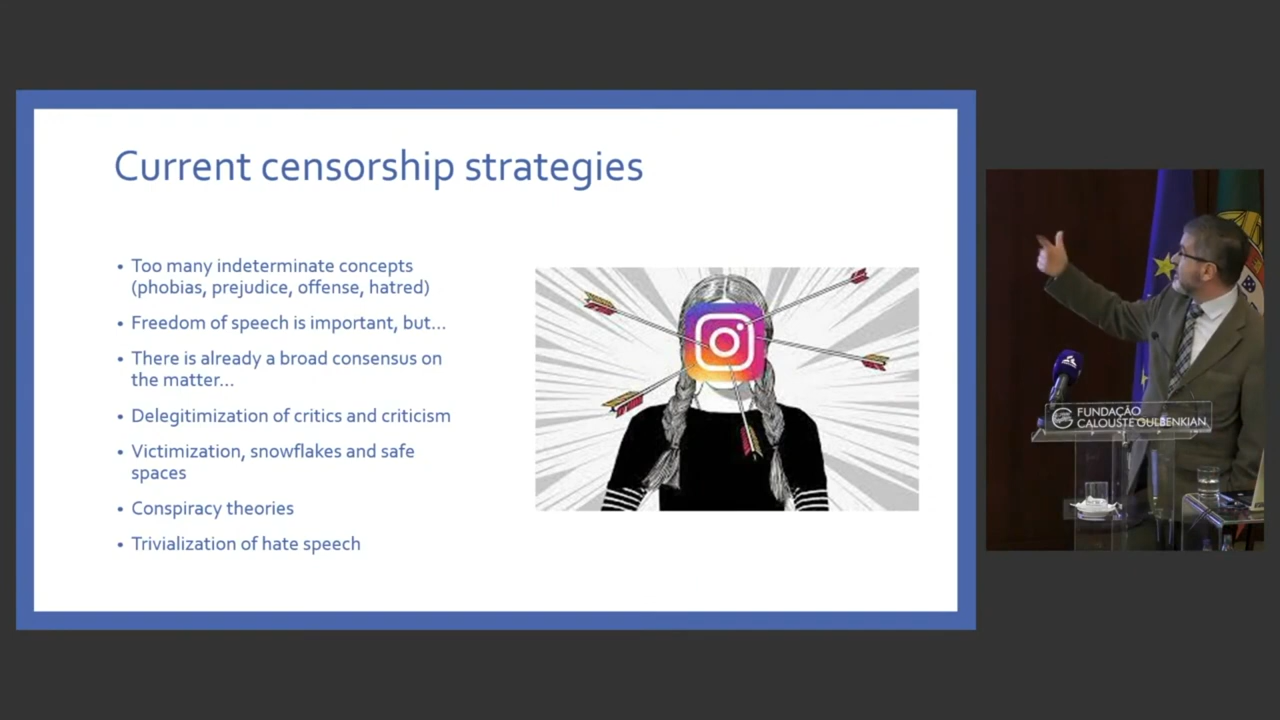 Current censorship strategies
• Too many indeterminate concepts
(phobias, prejudice, offense, hatred)
• Freedom of speech is important, but...
• There is already a broad consensus on
the matter...
• Delegitimization of critics and criticism
• Victimization, snowflakes and safe
spaces
• Conspiracy theories
• Trivialization of hate speech
FUNDAÇÃO
CALOUSTE GULBENKIAN